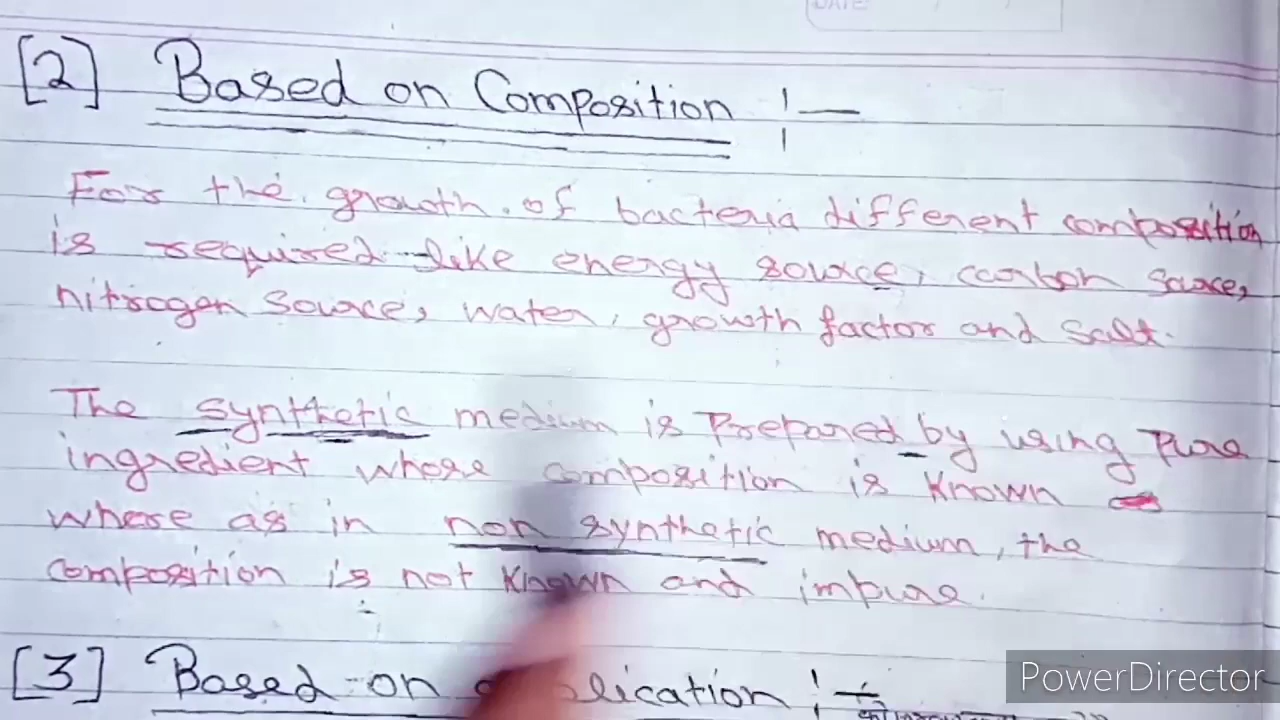 DATE
[2] Based on Composition :-
For the growth of bacteria different composition
is required like energy source, carbon source,
nitrogen source, water, growth factor and salt.
The synthetic medium is prepared by using pure
ingredient whose composition is known
where as in non synthetic medium, the
composition is not known and impure.
[3] Based on application :-
PowerDirector